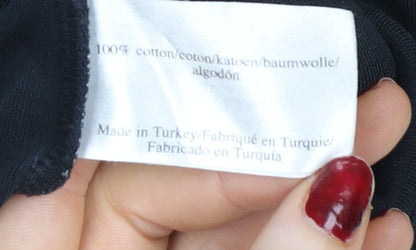 100% cotton/coton/katoen/baumwolle/
algodón
Made in Turkey/Fabriqué en Turquie/
Fabricado en Turquía